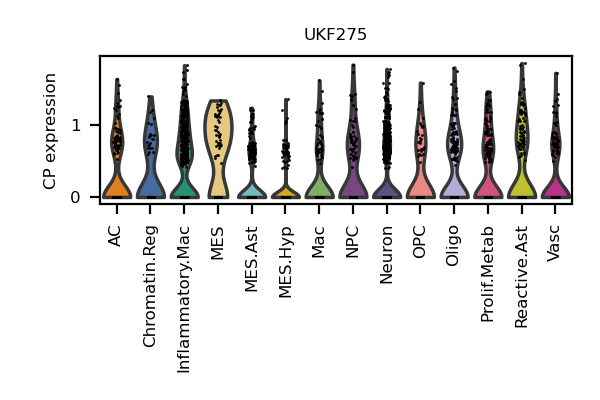 UKF275
CP expression
1
0
AC
Chromatin.Reg
Inflammatory.Mac
MES
MES.Ast
MES.Hyp
Mac
NPC
Neuron
OPC
Oligo
Prolif.Metab
Reactive.Ast
Vasc